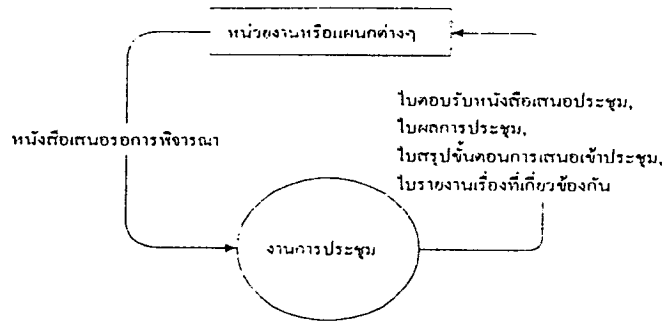 หน่วยงานหรือแผนกต่างๆ
ใบตอบรับหนังสือเสนอประชุม,
ใบผลการประชุม,
ใบสรุปขั้นตอนการเสนอเข้าประชุม,
ใบรายงานเรื่องที่เกี่ยวข้องกัน
หนังสือเสนอรอการพิจารณา
งานการประชุม